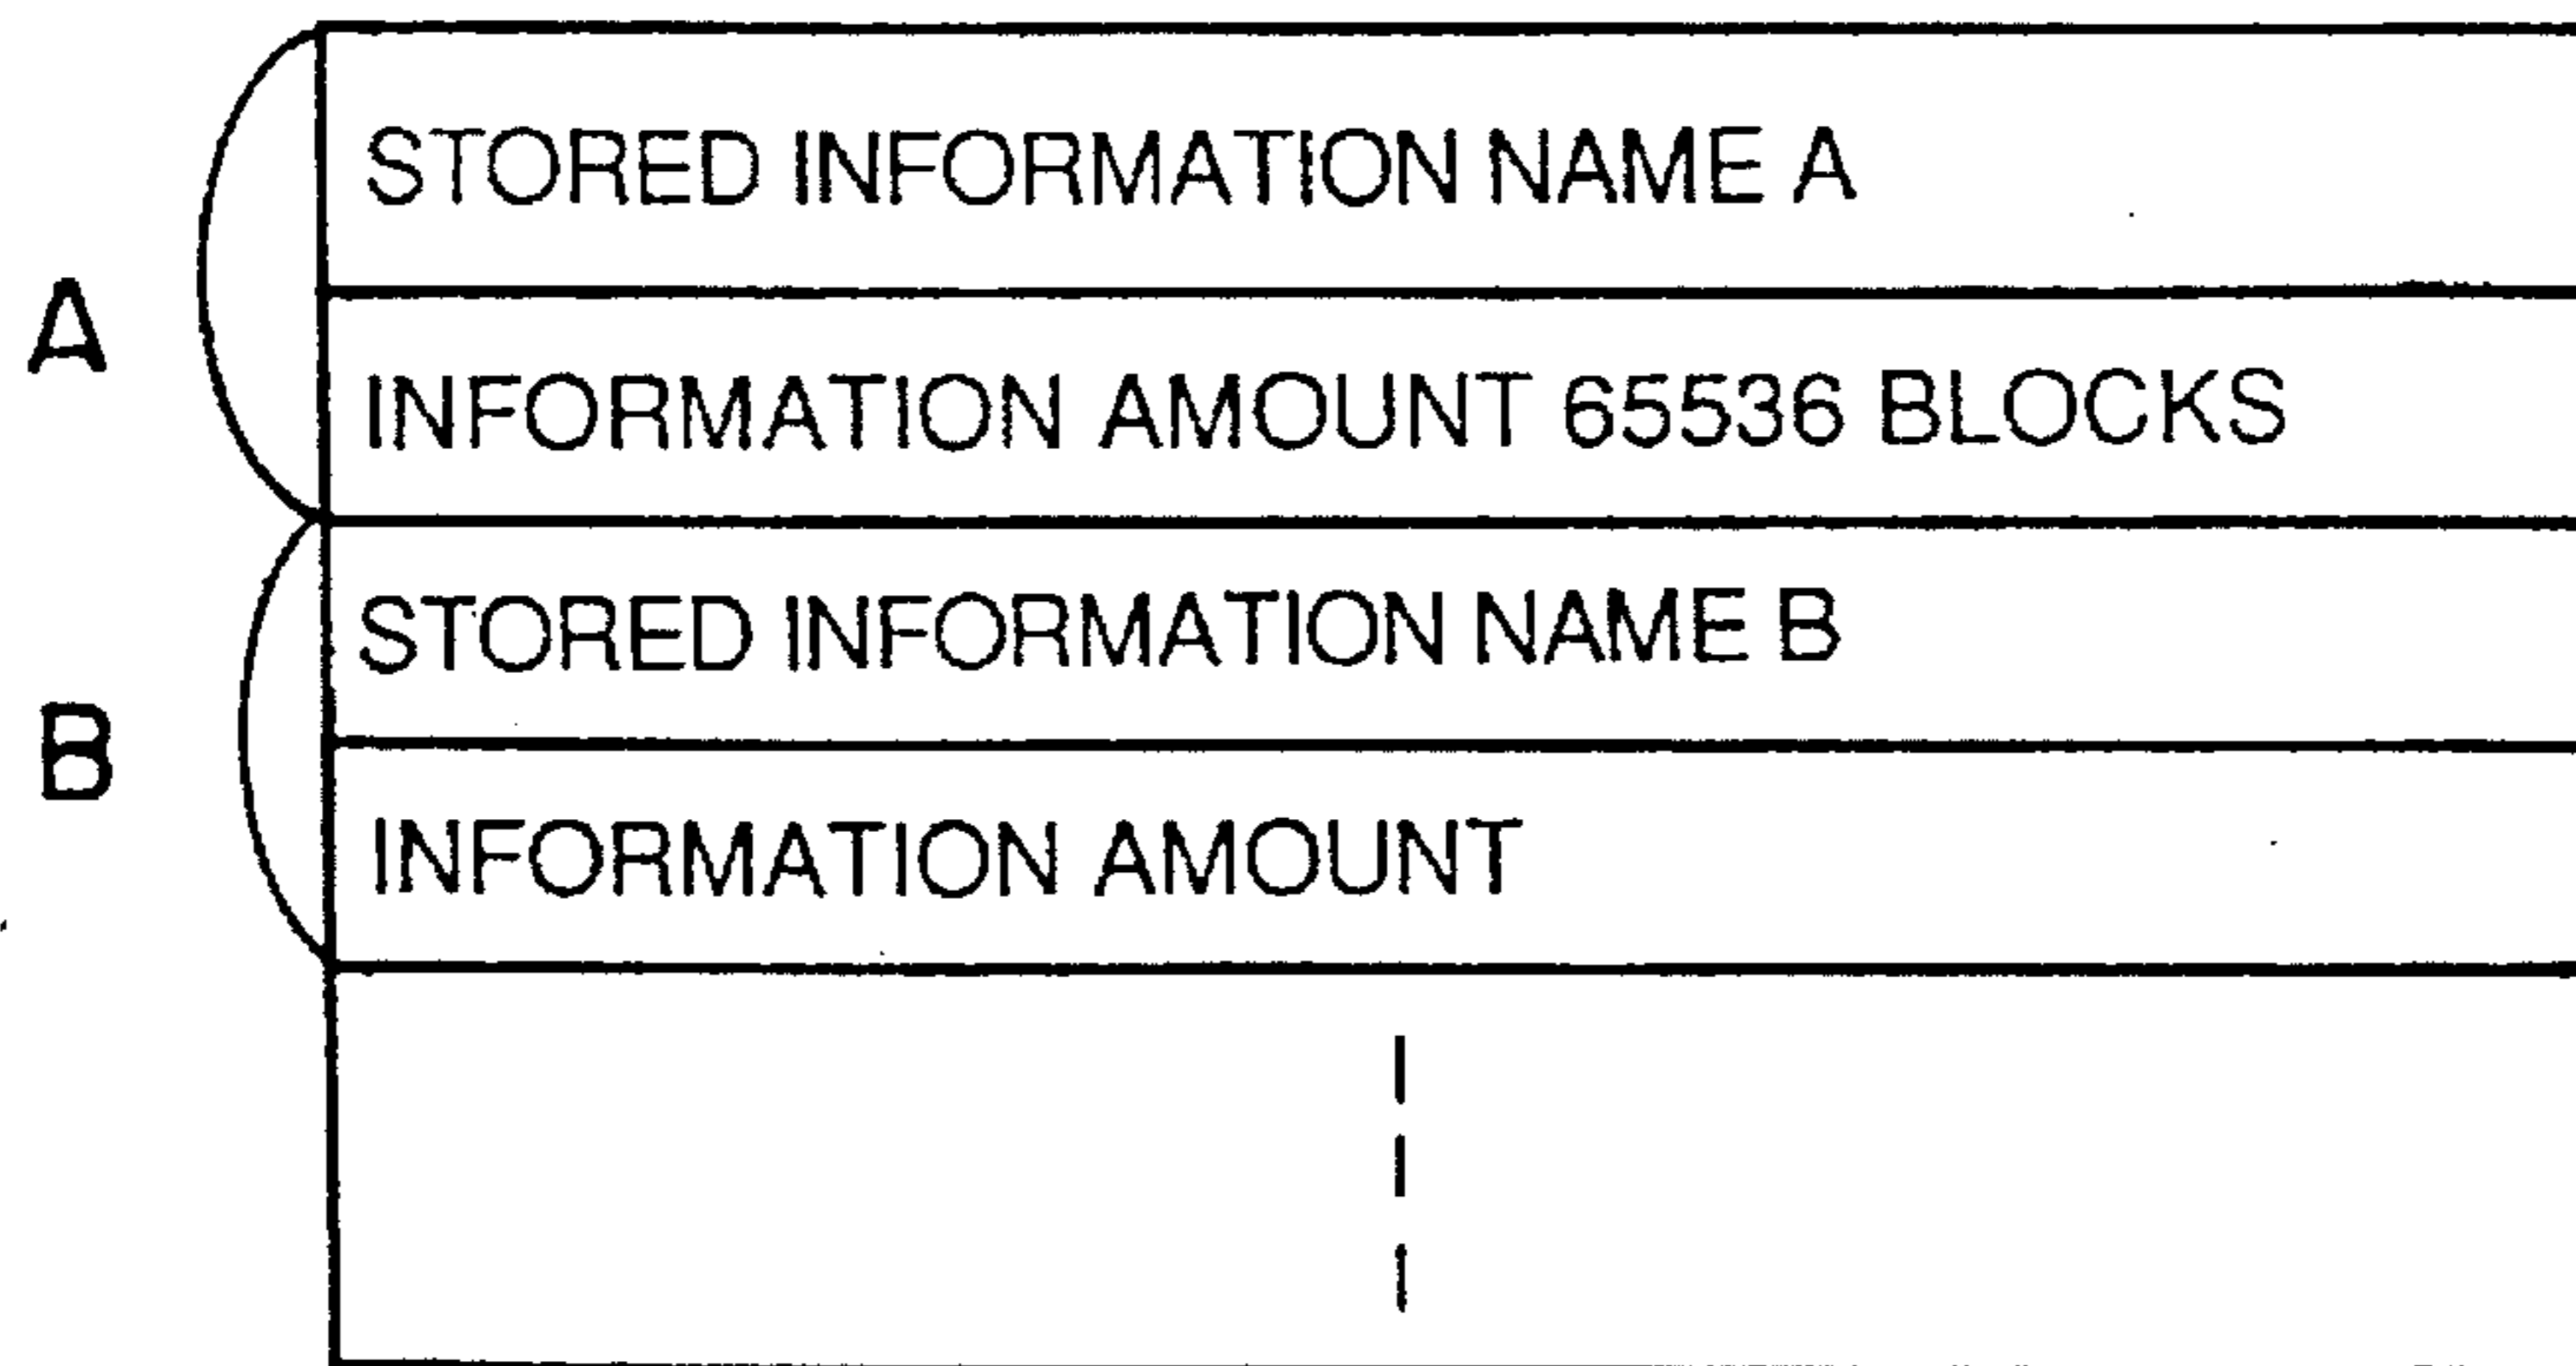 STORED INFORMATION NAME A
A
INFORMATION AMOUNT 65536 BLOCKS
STORED INFORMATION NAME B
B
INFORMATION AMOUNT